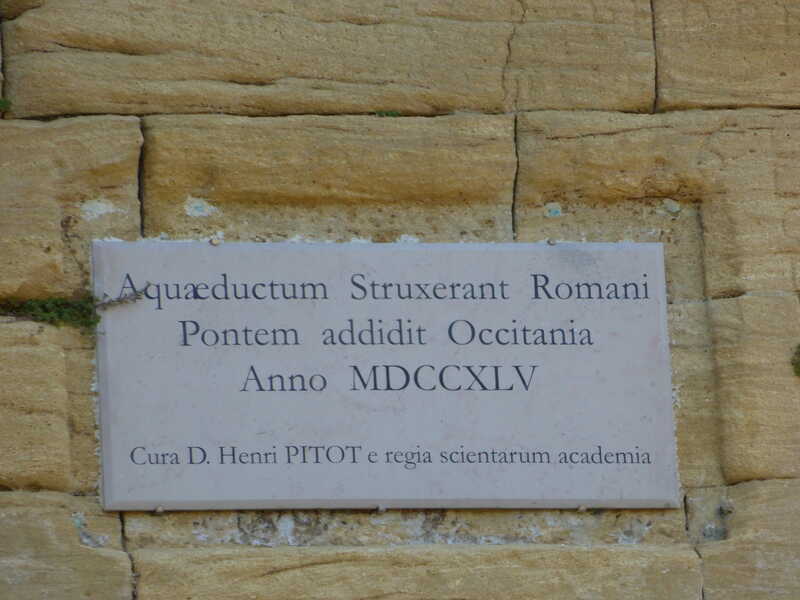 Aquæductum Struxerant Romani
Pontem addidit Occitania
Anno MDCCXLV
Cura D. Henri PITOT e regia scientarum academia